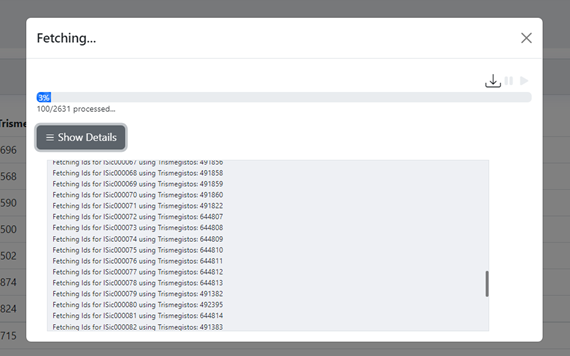 Fetching...
3%
100/2631 processed...
Show Details
Trisme
696
568
590
500
502
874
824
715
Fetching Ids for ISic000067 using Trismegistos: 491856
Fetching Ids for ISic000068 using Trismegistos: 491858
Fetching Ids for ISic000069 using Trismegistos: 491859
Fetching Ids for ISic000070 using Trismegistos: 491860
Fetching Ids for ISic000071 using Trismegistos: 491822
Fetching Ids for ISic000072 using Trismegistos: 644807
Fetching Ids for ISic000073 using Trismegistos: 644808
Fetching Ids for ISic000074 using Trismegistos: 644809
Fetching Ids for ISic000075 using Trismegistos: 644810
Fetching Ids for ISic000076 using Trismegistos: 644811
Fetching Ids for ISic000077 using Trismegistos: 644812
Fetching Ids for ISic000078 using Trismegistos: 644813
Fetching Ids for ISic000079 using Trismegistos: 491382
Fetching Ids for ISic000080 using Trismegistos: 492395
Fetching Ids for ISic000081 using Trismegistos: 644814
Fetching Ids for ISic000082 using Trismegistos: 491383